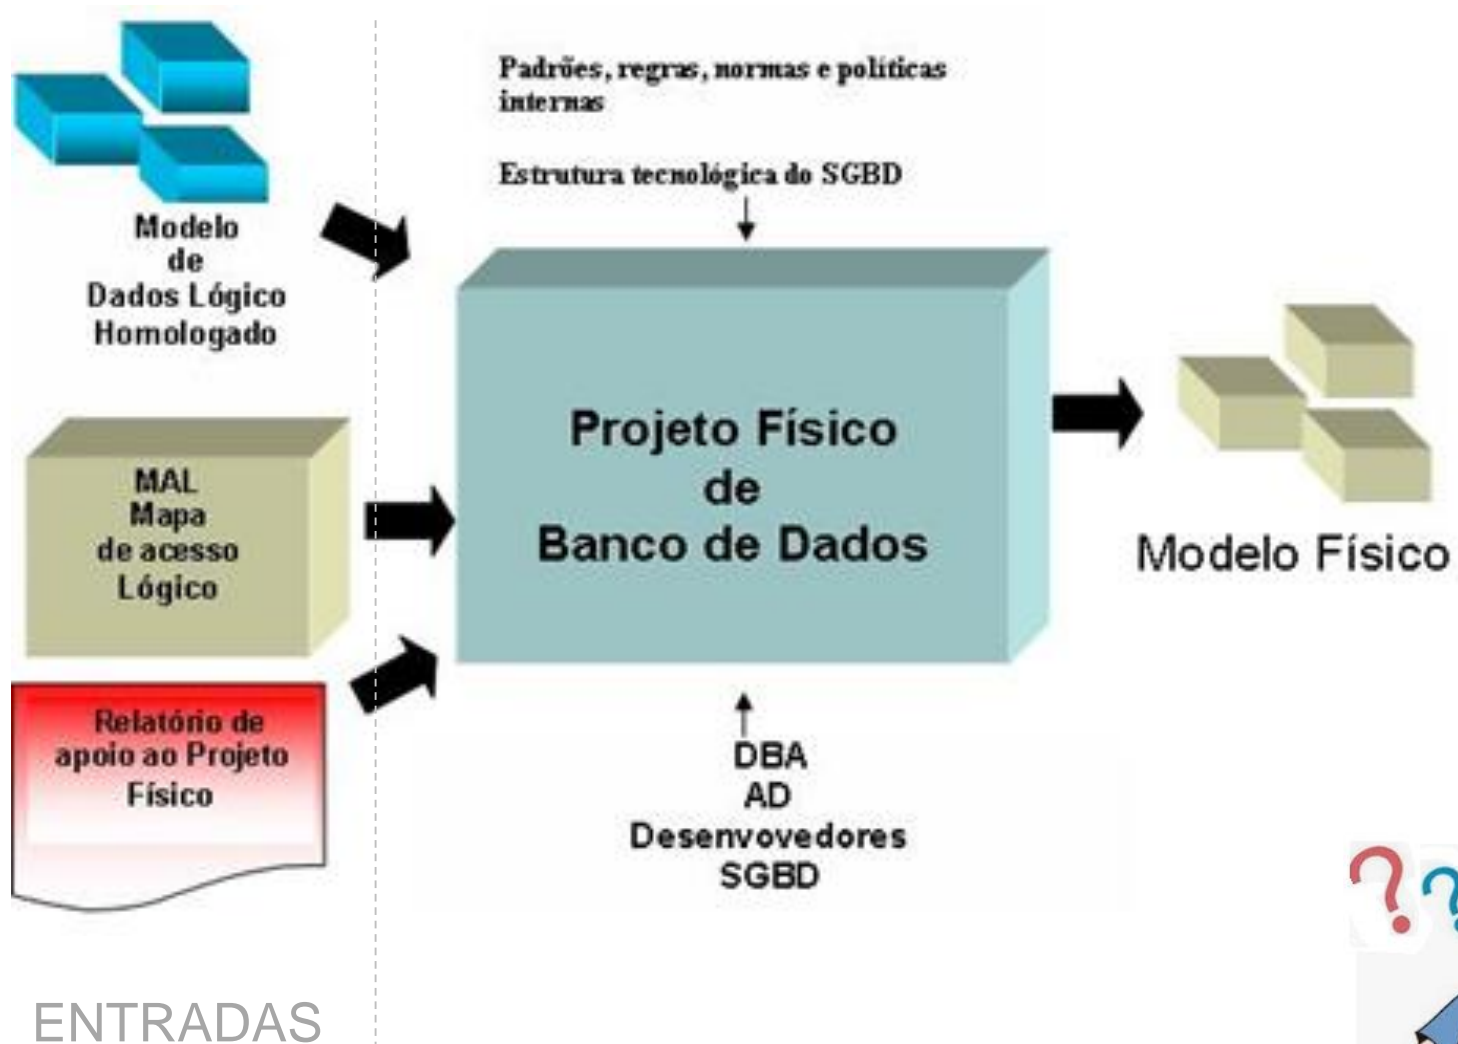 Padrões, regras, normas e políticas
internas
Estrutura tecnológica do SGBD
Modelo
de
Dados Lógico
Homologado
MAL
Mapa
de acesso
Lógico
Relatório de
apoio ao Projeto
Físico
Projeto Físico
de
Banco de Dados
Modelo Físico
DBA
AD
Desenvovedores
SGBD
? ?
ENTRADAS